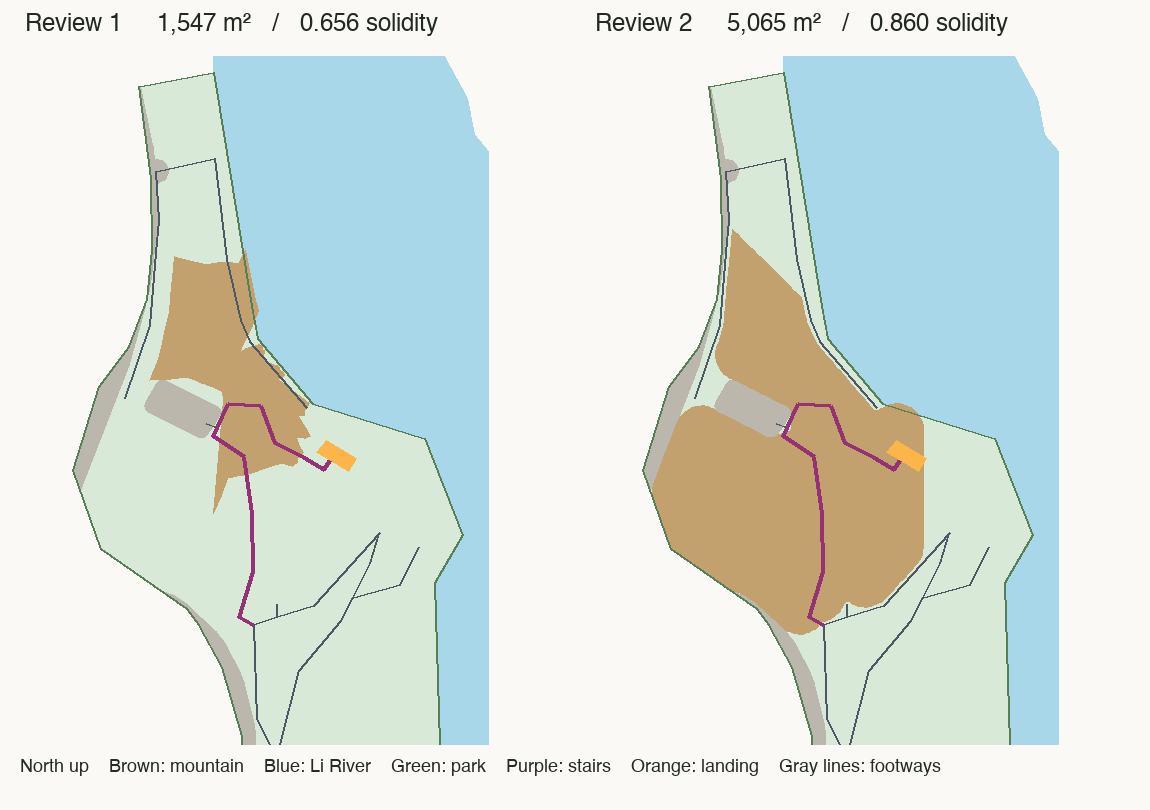 Review 1 1,547 m² / 0.656 solidity
Review 2 5,065 m² / 0.860 solidity
North up Brown: mountain Blue: Li River Green: park Purple: stairs Orange: landing Gray lines: footways